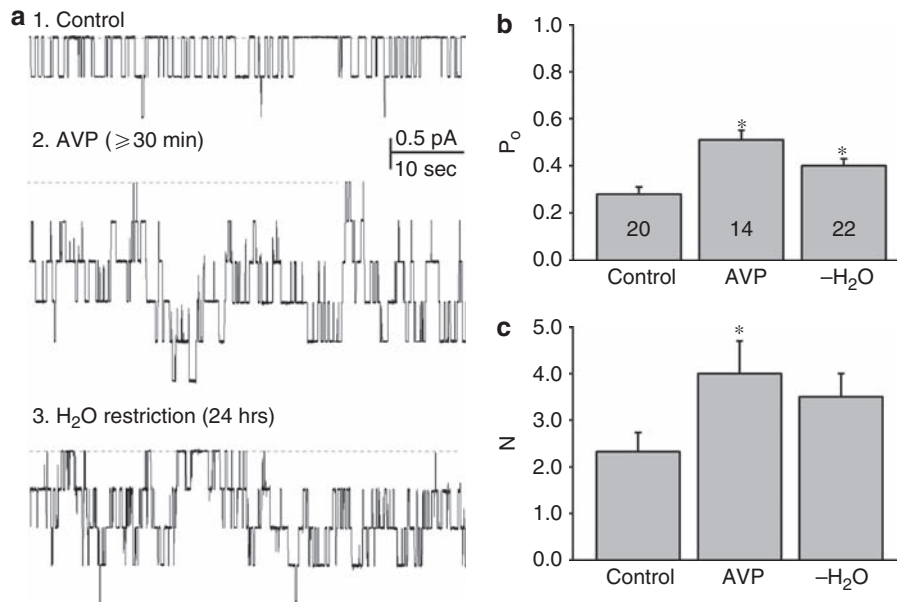 a
1. Control
2. AVP (⩾30 min)
0.5 pA
10 sec
3. H₂O restriction (24 hrs)
b
1.0
0.8
0.6
0.4
0.2
0.0
Pₒ
*
*
20
14
22
Control
AVP
–H₂O
c
5.0
4.0
3.0
2.0
1.0
0.0
N
*
Control
AVP
–H₂O